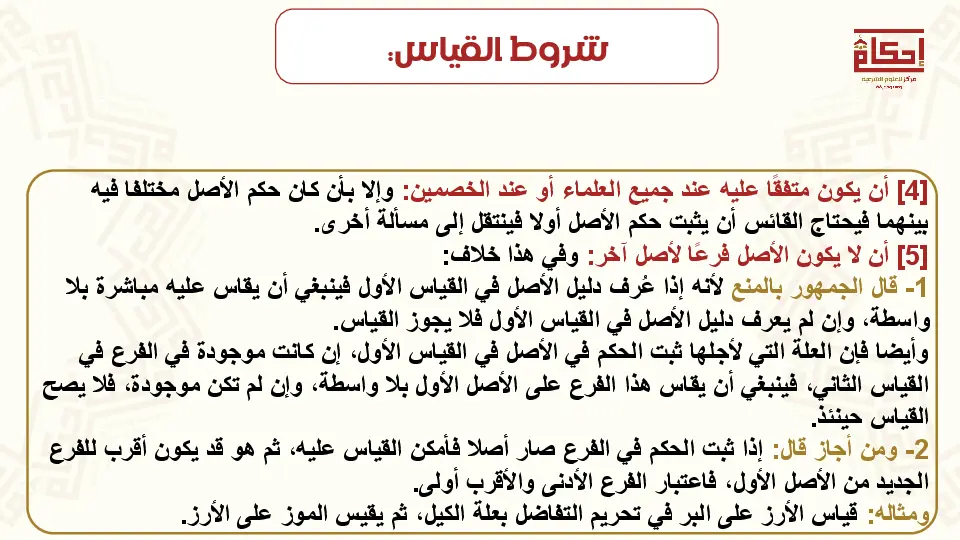 شروط القياس:
إحكام
مركز للعلوم الشرعية
[4] أن يكون متفقًا عليه عند جميع العلماء أو عند الخصمين: وإلا بأن كان حكم الأصل مختلفا فيه
بينهما فيحتاج القائس أن يثبت حكم الأصل أولا فينتقل إلى مسألة أخرى.
[5] أن لا يكون الأصل فرعًا لأصل آخر: وفي هذا خلاف:
1- قال الجمهور بالمنع لأنه إذا عُرف دليل الأصل في القياس الأول فينبغي أن يقاس عليه مباشرة بلا
واسطة، وإن لم يعرف دليل الأصل في القياس الأول فلا يجوز القياس.
وأيضا فإن العلة التي لأجلها ثبت الحكم في الأصل في القياس الأول، إن كانت موجودة في الفرع في
القياس الثاني، فينبغي أن يقاس هذا الفرع على الأصل الأول بلا واسطة، وإن لم تكن موجودة، فلا يصح
القياس حينئذ.
2- ومن أجاز قال: إذا ثبت الحكم في الفرع صار أصلا فأمكن القياس عليه، ثم هو قد يكون أقرب للفرع
الجديد من الأصل الأول، فاعتبار الفرع الأدنى والأقرب أولى.
ومثاله: قياس الأرز على البر في تحريم التفاضل بعلة الكيل، ثم يقيس الموز على الأرز.